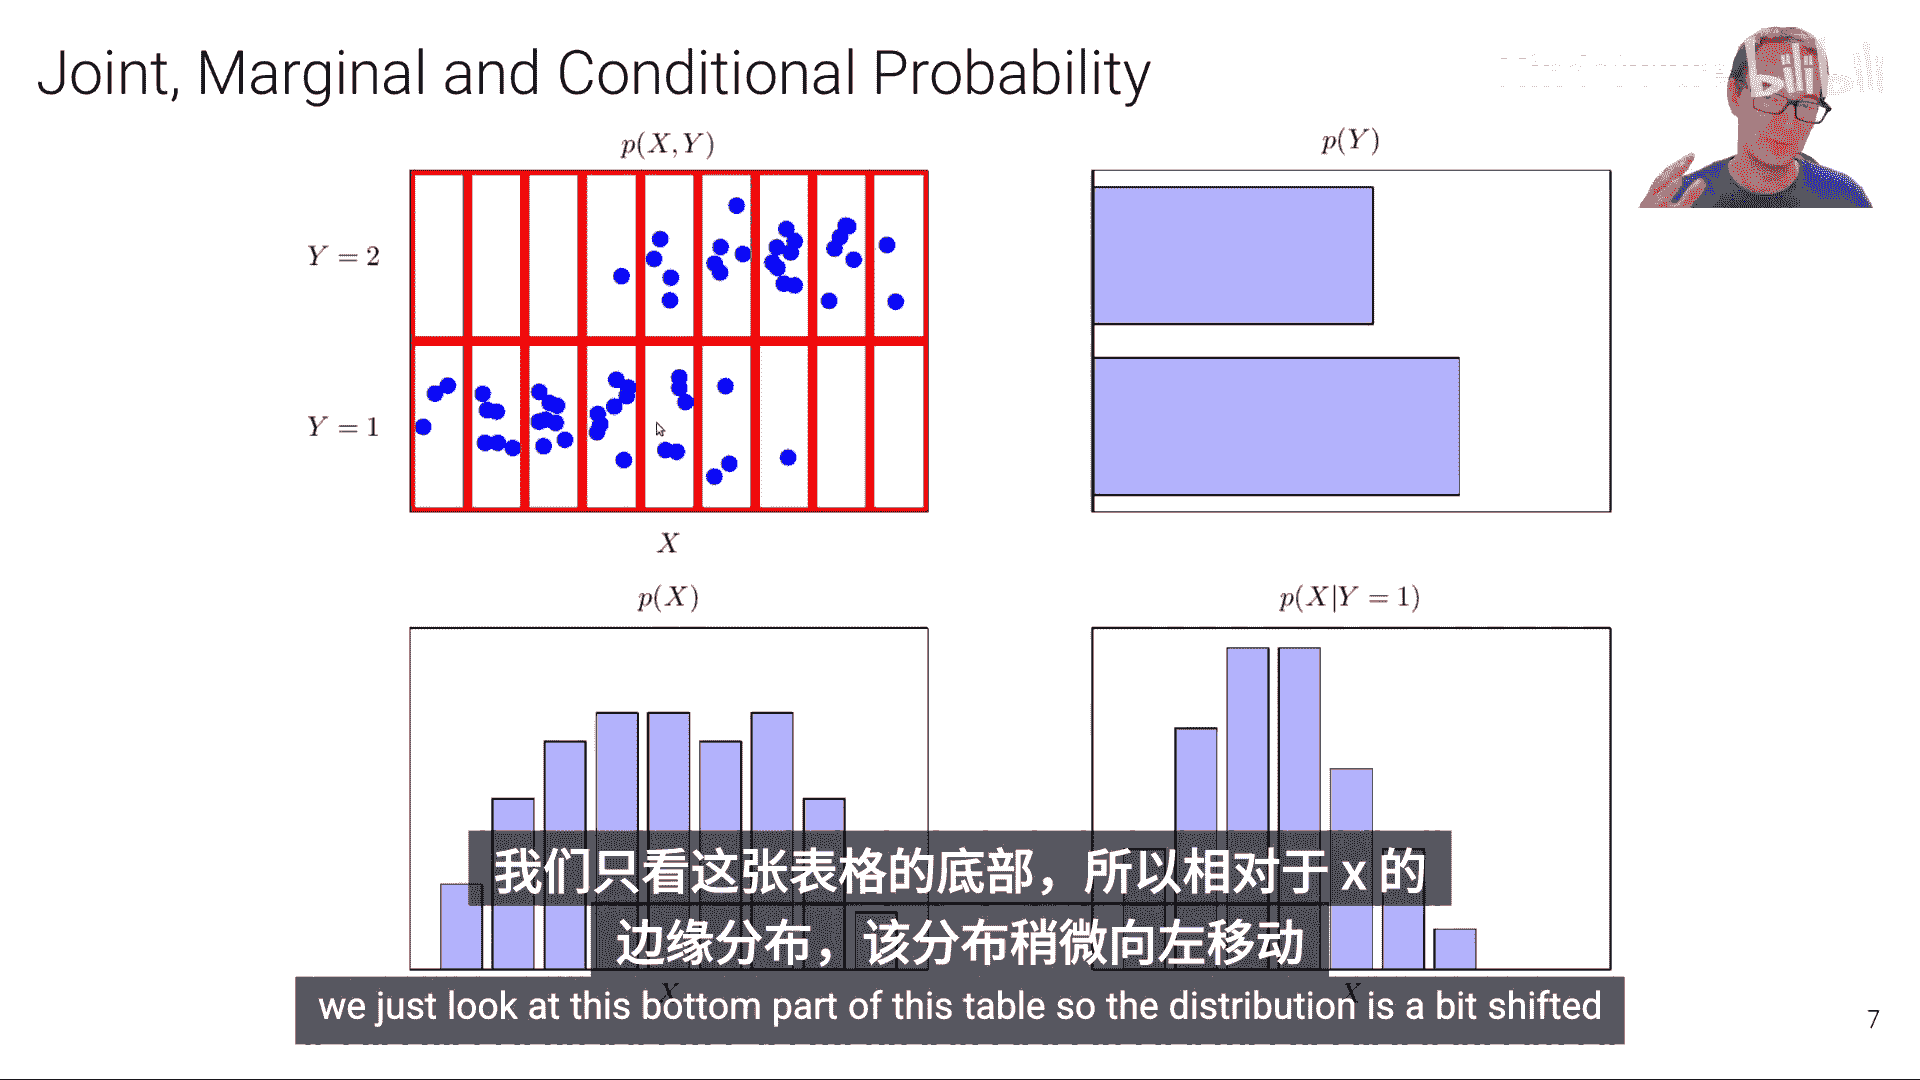 Joint, Marginal and Conditional Probability
bilibili
p(X, Y)
p(Y)
Y = 2
Y = 1
X
p(X)
p(X|Y = 1)
我们只看这张表格的底部，所以相对于 x 的
边缘分布，该分布稍微向左移动
X
X
we just look at this bottom part of this table so the distribution is a bit shifted
7